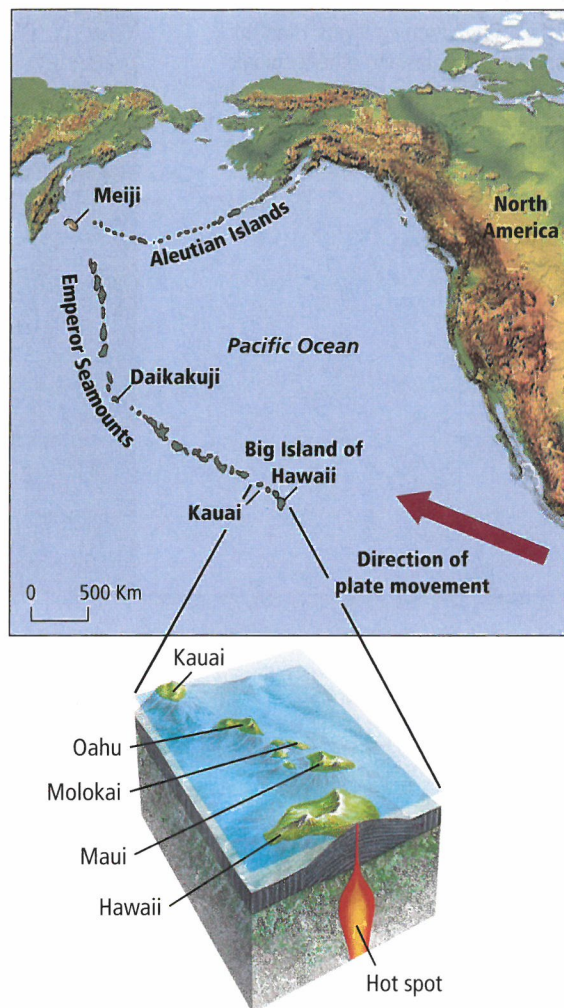 Meiji
Aleutian Islands
North
America
Emperor Seamounts
Pacific Ocean
Daikakuji
Big Island of
Hawaii
Kauai
Direction of
plate movement
0 500 Km
Kauai
Oahu
Molokai
Maui
Hawaii
Hot spot